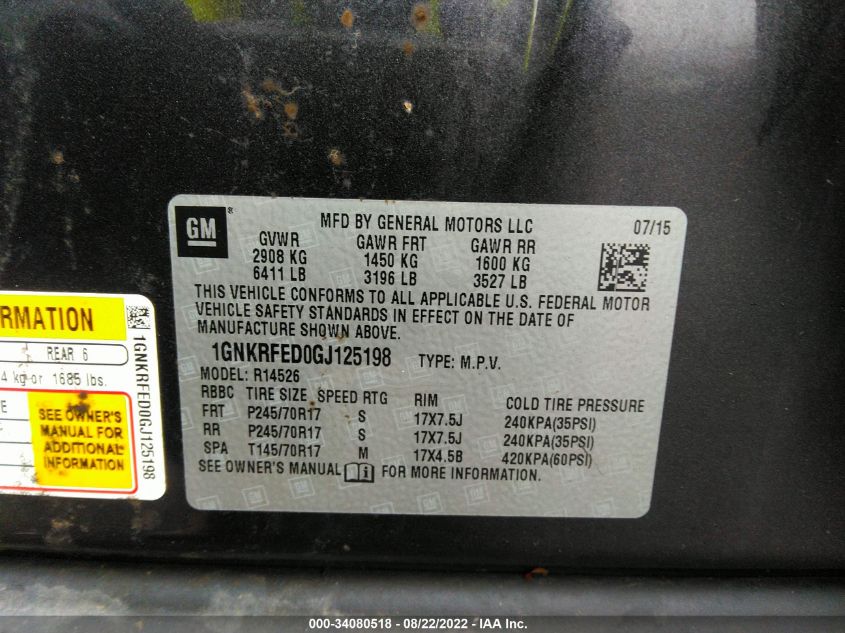 GM ®
MFD BY GENERAL MOTORS LLC 07/15
GVWR GAWR FRT GAWR RR
2908 KG 1450 KG 1600 KG
6411 LB 3196 LB 3527 LB
THIS VEHICLE CONFORMS TO ALL APPLICABLE U.S. FEDERAL MOTOR
VEHICLE SAFETY STANDARDS IN EFFECT ON THE DATE OF
MANUFACTURE SHOWN ABOVE.
1GNKRFED0GJ125198 TYPE: M.P.V.
MODEL: R14526
RBBC TIRE SIZE SPEED RTG RIM COLD TIRE PRESSURE
FRT P245/70R17 S 17X7.5J 240KPA(35PSI)
RR P245/70R17 S 17X7.5J 240KPA(35PSI)
SPA T145/70R17 M 17X4.5B 420KPA(60PSI)
SEE OWNER'S MANUAL i FOR MORE INFORMATION.
RMATION
REAR 6
4 kg or 1685 lbs.
SEE OWNER'S
MANUAL FOR
ADDITIONAL
INFORMATION
1GNKRFED0GJ125198
000-34080518 - 08/22/2022 - IAA Inc.